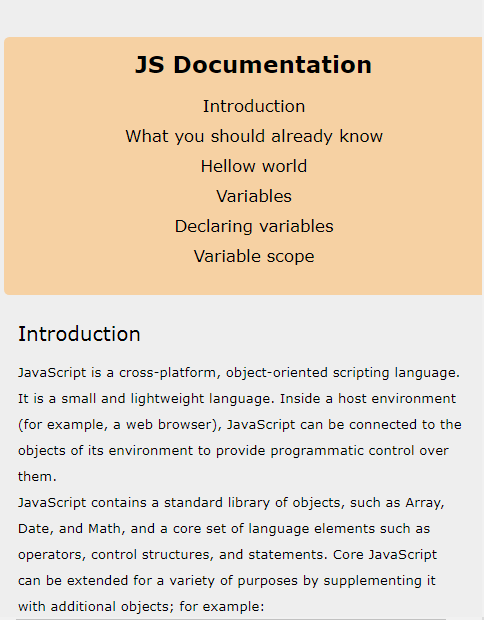 JS Documentation
Introduction
What you should already know
Hellow world
Variables
Declaring variables
Variable scope
Introduction
JavaScript is a cross-platform, object-oriented scripting language.
It is a small and lightweight language. Inside a host environment
(for example, a web browser), JavaScript can be connected to the
objects of its environment to provide programmatic control over
them.
JavaScript contains a standard library of objects, such as Array,
Date, and Math, and a core set of language elements such as
operators, control structures, and statements. Core JavaScript
can be extended for a variety of purposes by supplementing it
with additional objects; for example: